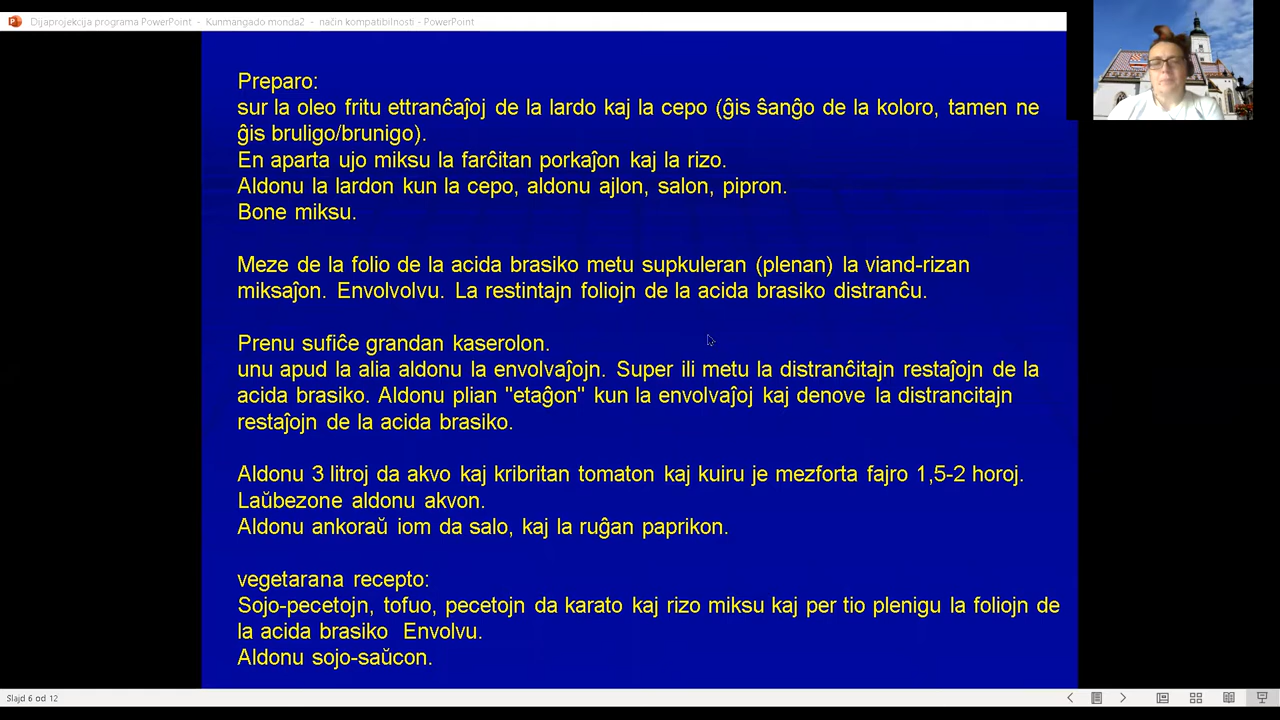 Dijaprojekcija programa PowerPoint - Kunmangado monda2 - način kompatibilnosti - PowerPoint
Preparo:
sur la oleo fritu ettranĉaĵoj de la lardo kaj la cepo (ĝis ŝanĝo de la koloro, tamen ne
ĝis bruligo/brunigo).
En aparta ujo miksu la farĉitan porkaĵon kaj la rizo.
Aldonu la lardon kun la cepo, aldonu ajlon, salon, pipron.
Bone miksu.
Meze de la folio de la acida brasiko metu supkuleran (plenan) la viand-rizan
miksaĵon. Envolvolvu. La restintajn foliojn de la acida brasiko distranĉu.
Prenu sufiĉe grandan kaserolon.
unu apud la alia aldonu la envolvaĵojn. Super ili metu la distranĉitajn restaĵojn de la
acida brasiko. Aldonu plian "etaĝon" kun la envolvaĵoj kaj denove la distrancitajn
restaĵojn de la acida brasiko.
Aldonu 3 litroj da akvo kaj kribritan tomaton kaj kuiru je mezforta fajro 1,5-2 horoj.
Laŭbezone aldonu akvon.
Aldonu ankoraŭ iom da salo, kaj la ruĝan paprikon.
vegetarana recepto:
Sojo-pecetojn, tofuo, pecetojn da karato kaj rizo miksu kaj per tio plenigu la foliojn de
la acida brasiko Envolvu.
Aldonu sojo-saŭcon.
Slajd 6 od 12